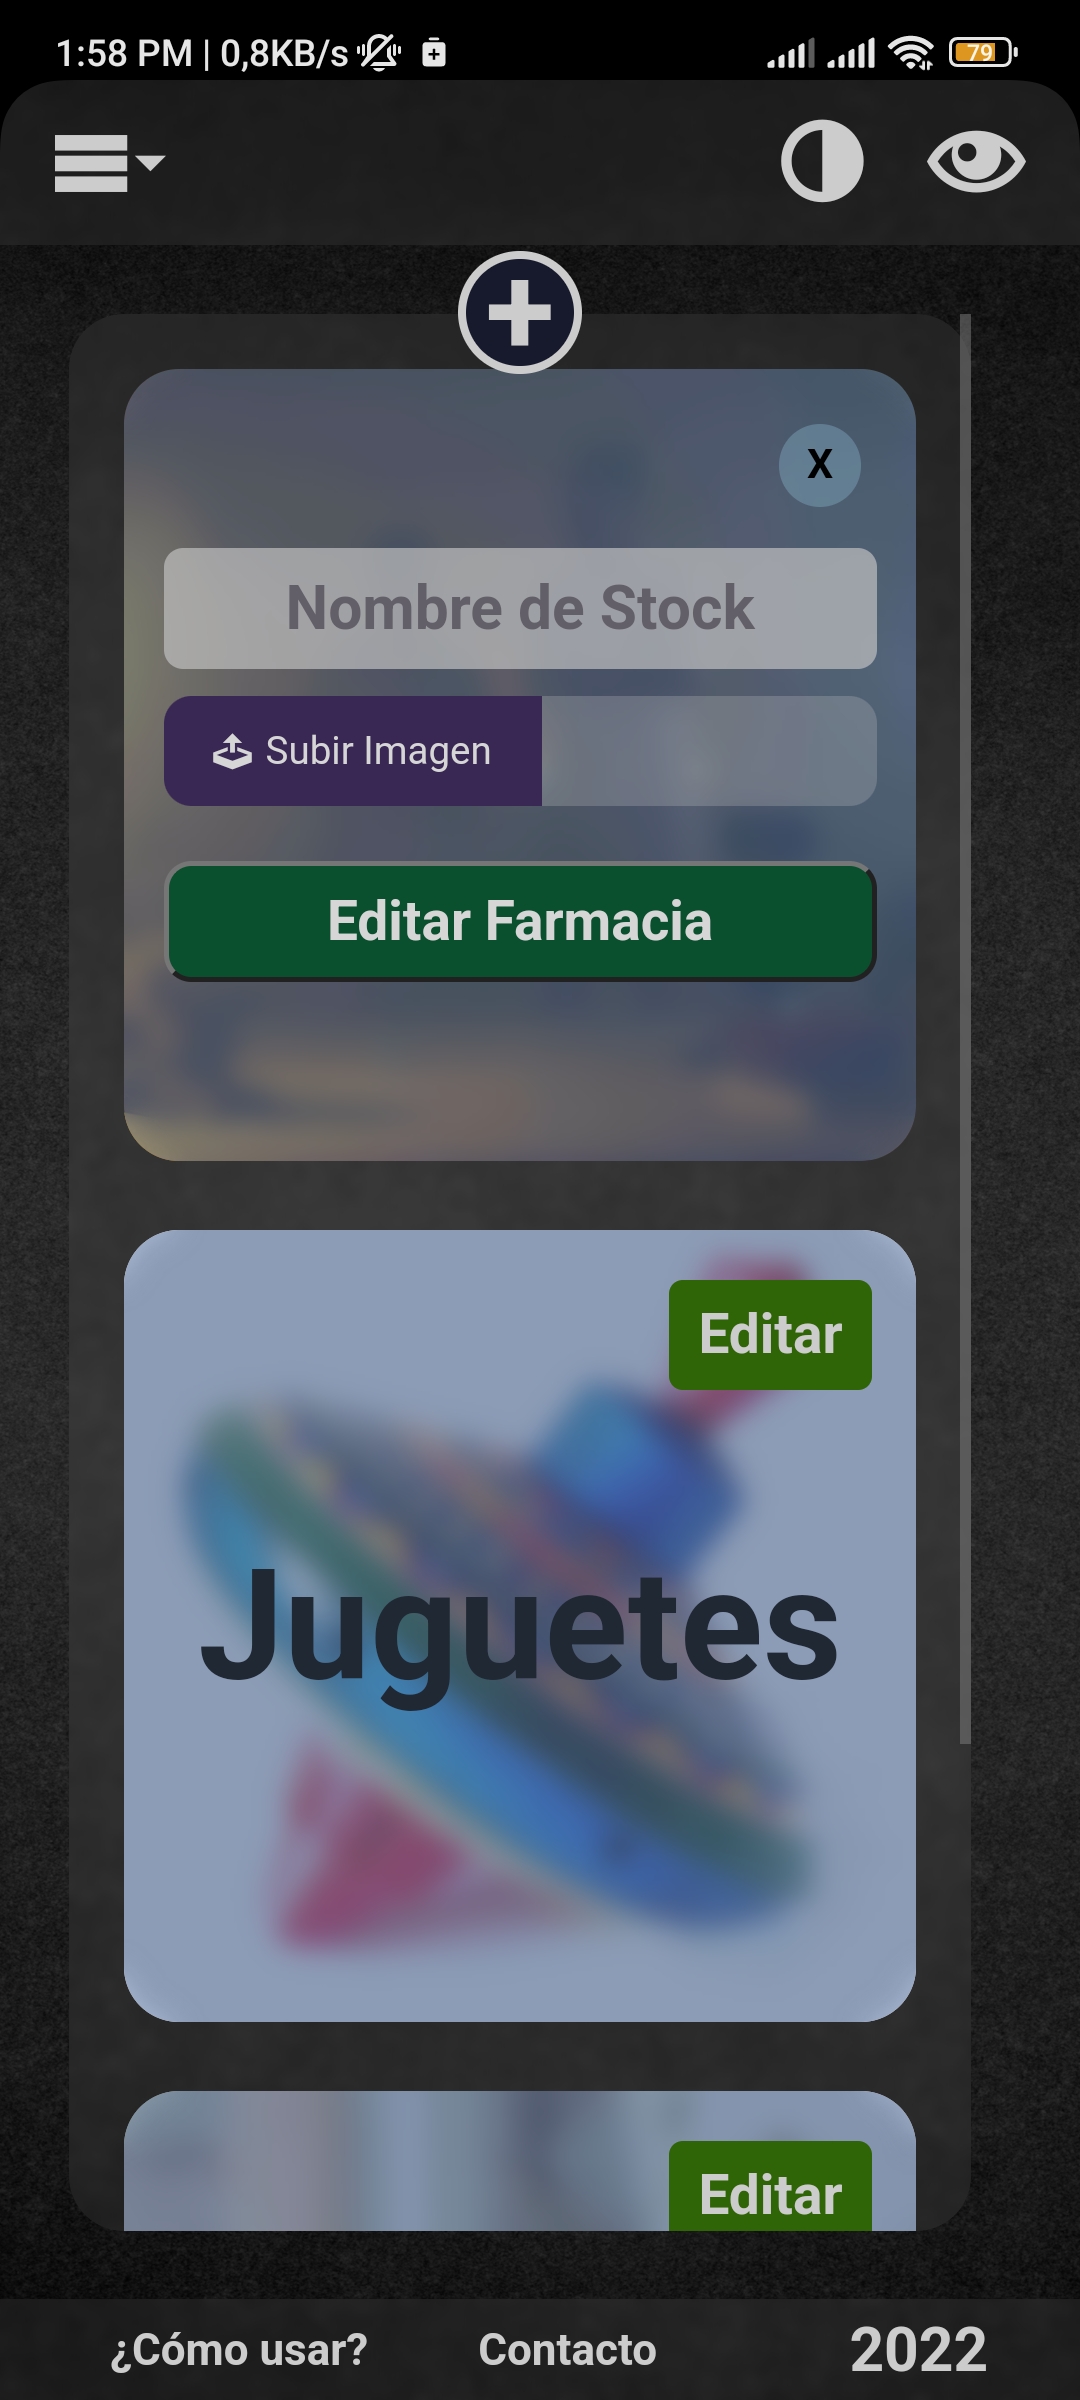 1:58 PM | 0,8KB/s
79
X
Nombre de Stock
Subir Imagen
Editar Farmacia
Editar
Juguetes
Editar
¿Cómo usar? Contacto 2022